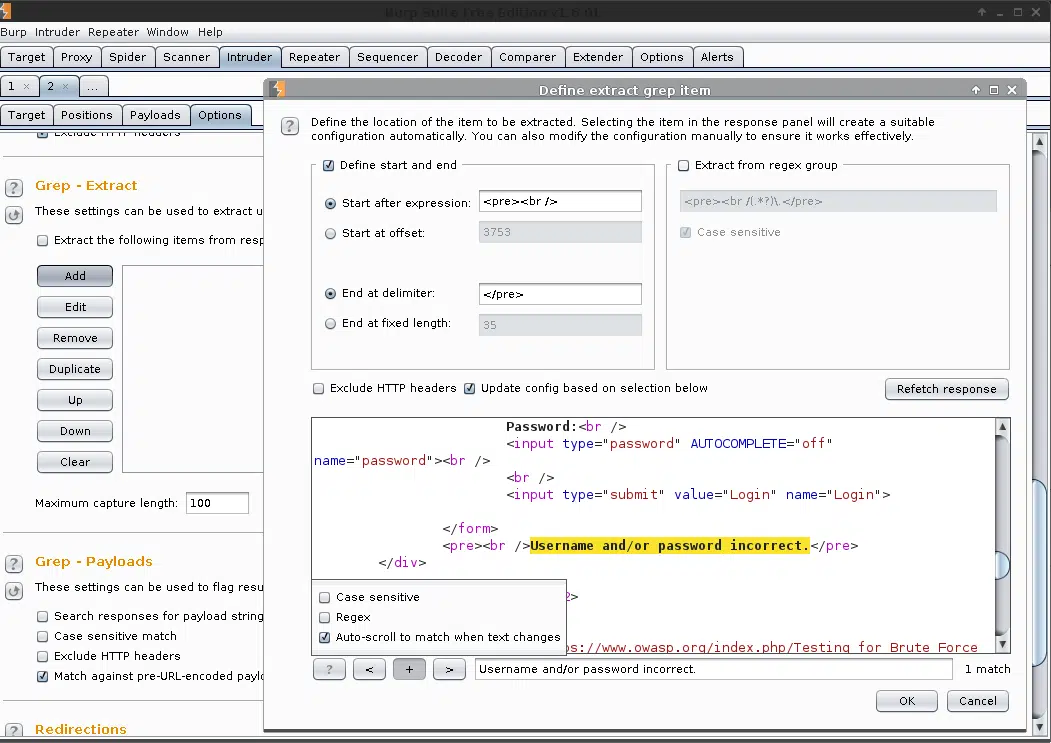 Burp Suite Free Edition v1.6.01
Burp Intruder Repeater Window Help
Target Proxy Spider Scanner Intruder Repeater Sequencer Decoder Comparer Extender Options Alerts
1 × 2 × ...
Target Positions Payloads Options
Exclude HTTP headers
Grep - Extract
These settings can be used to extract u
Extract the following items from resp
Add
Edit
Remove
Duplicate
Up
Down
Clear
Maximum capture length: 100
Grep - Payloads
These settings can be used to flag resu
Search responses for payload string
Case sensitive match
Exclude HTTP headers
Match against pre-URL-encoded paylo
Redirections
Define extract grep item
Define the location of the item to be extracted. Selecting the item in the response panel will create a suitable
configuration automatically. You can also modify the configuration manually to ensure it works effectively.
Define start and end
Start after expression: <pre><br />
Start at offset: 3753
End at delimiter: </pre>
End at fixed length: 35
Extract from regex group
<pre><br /(.*?)\.</pre>
Case sensitive
Exclude HTTP headers Update config based on selection below Refetch response
Password:<br />
<input type="password" AUTOCOMPLETE="off"
name="password"><br />
<br />
<input type="submit" value="Login" name="Login">
</form>
<pre><br />Username and/or password incorrect.</pre>
</div>
2>
ps://www.owasp.org/index.php/Testing_for_Brute_Force
Case sensitive
Regex
Auto-scroll to match when text changes
? < + > Username and/or password incorrect. 1 match
OK Cancel